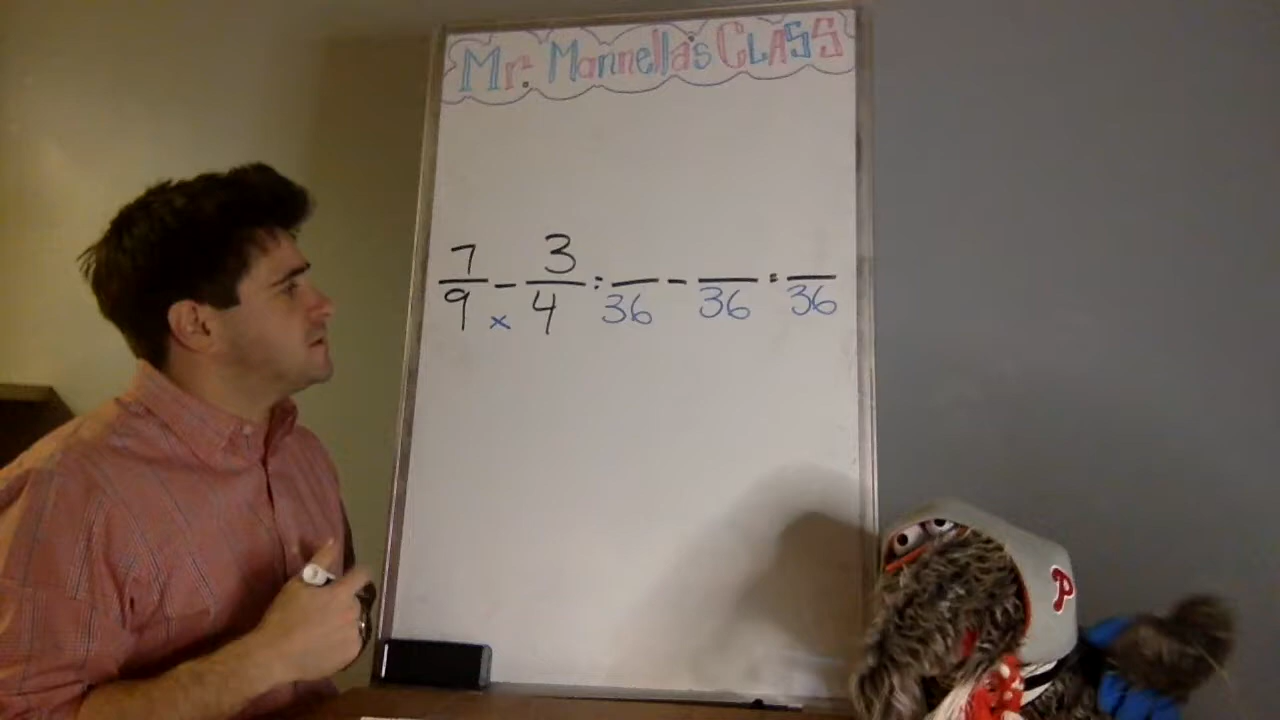 Mr. Mannella's CLASS
7/9 - 3/4 = __/36 - __/36 = __/36
x
P